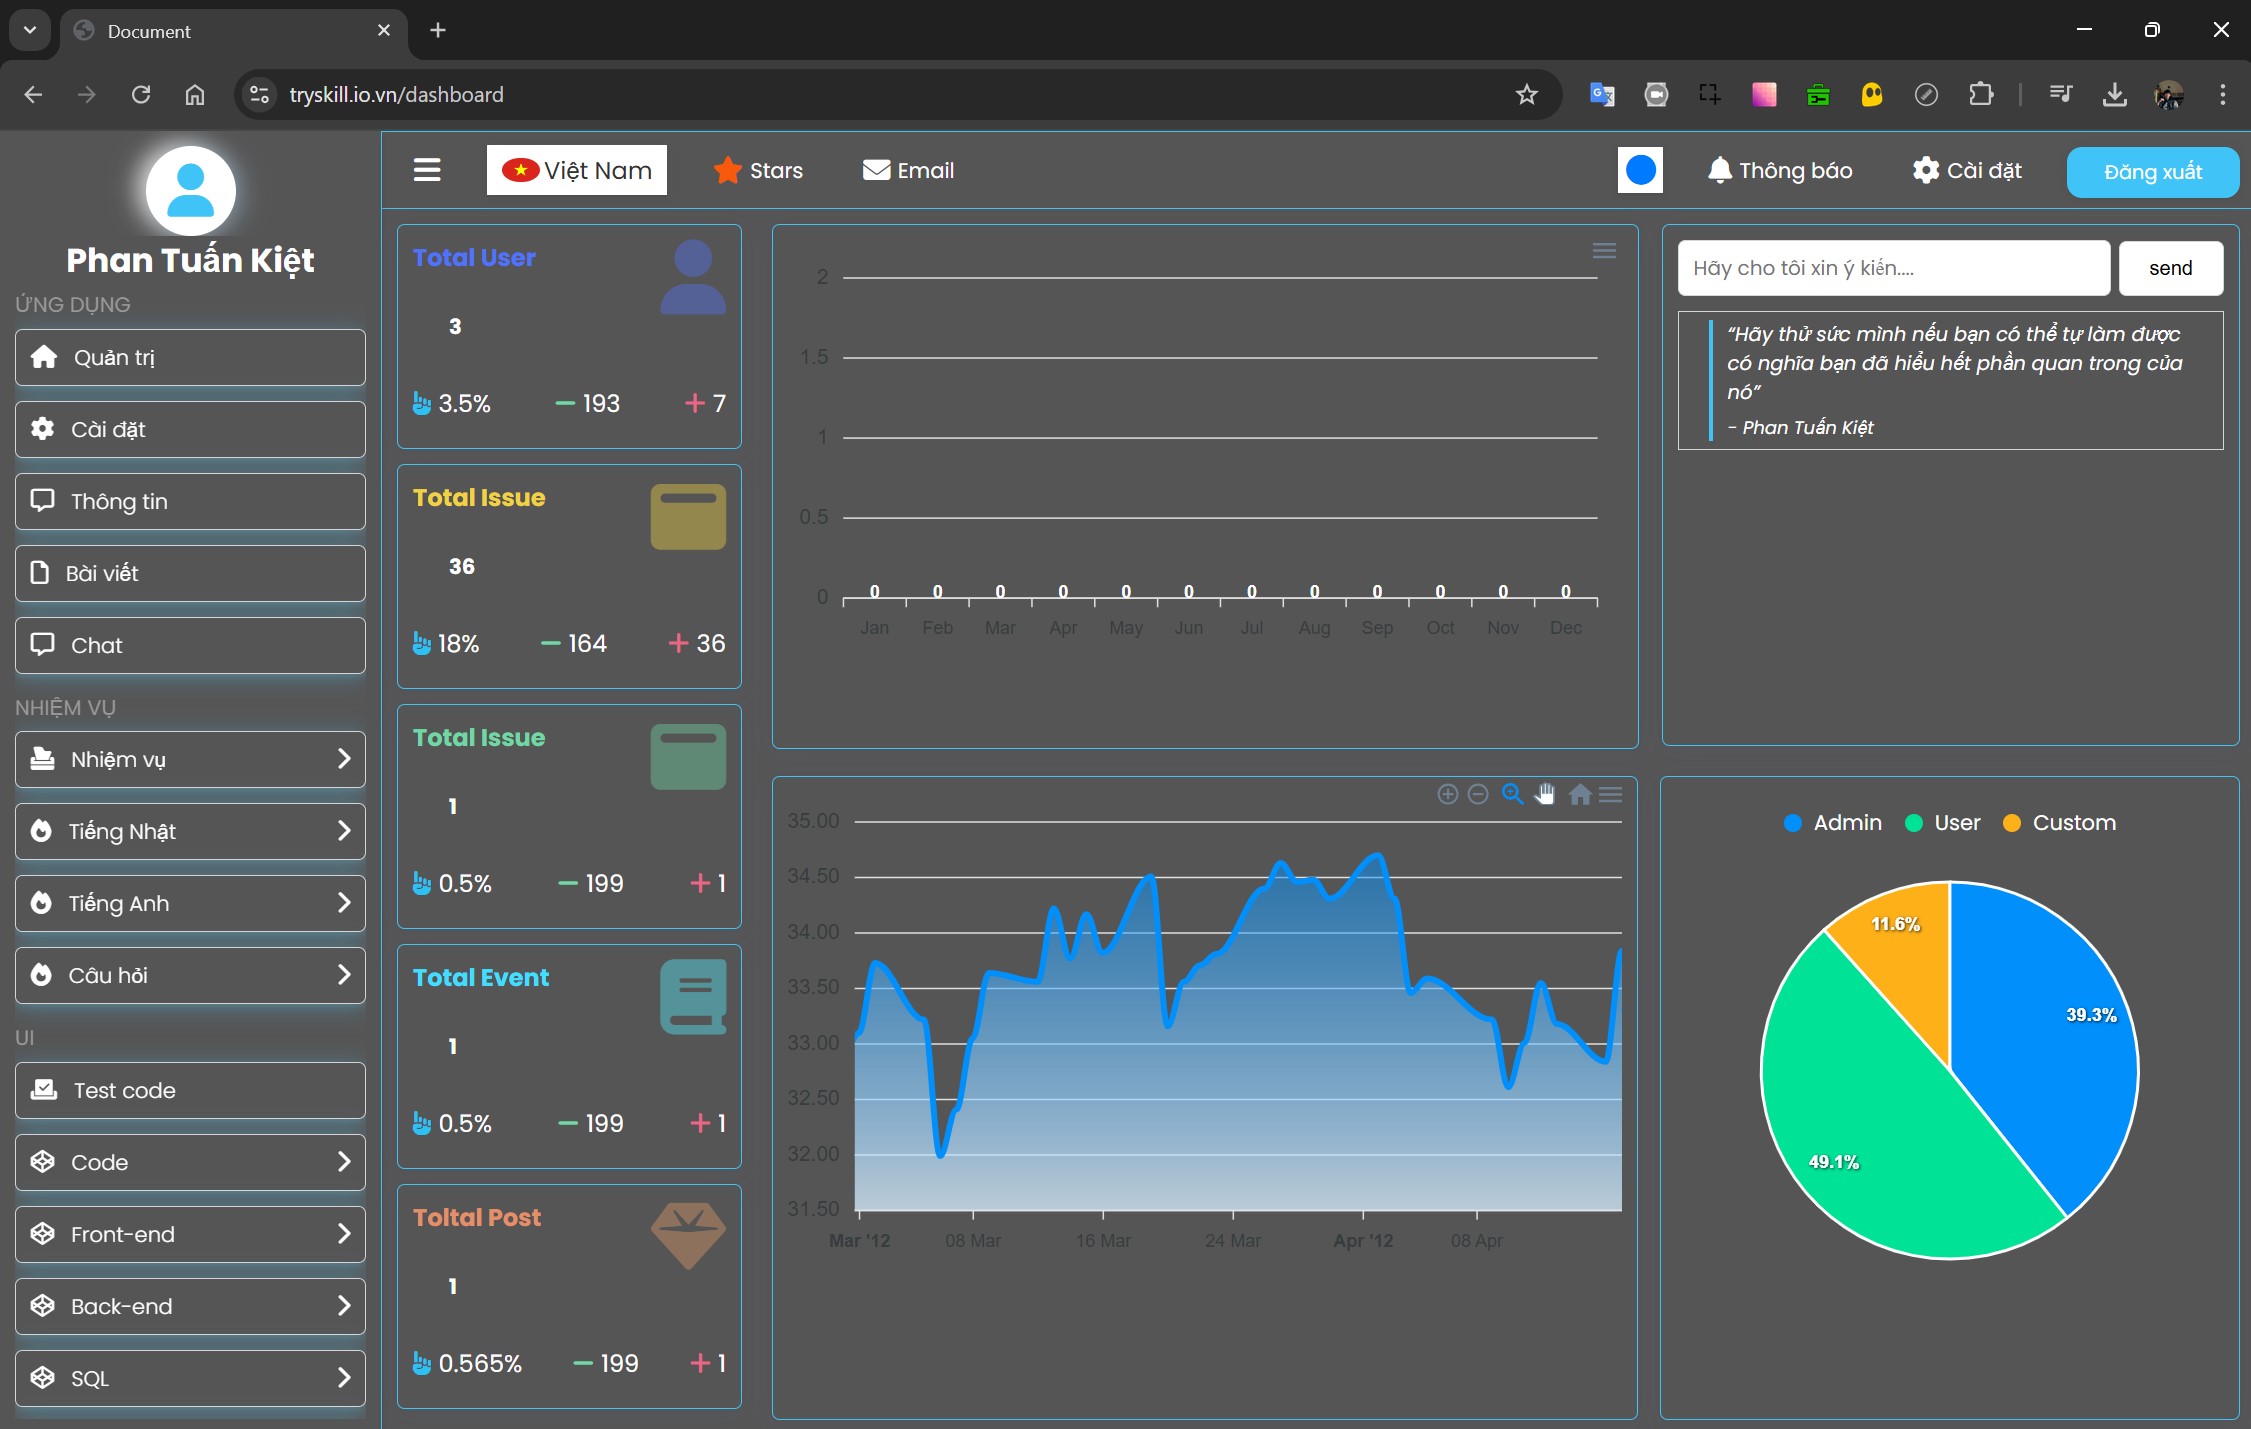 Document
tryskill.io.vn/dashboard
Phan Tuấn Kiệt
ỨNG DỤNG
Quản trị
Cài đặt
Thông tin
Bài viết
Chat
NHIỆM VỤ
Nhiệm vụ
Tiếng Nhật
Tiếng Anh
Câu hỏi
UI
Test code
Code
Front-end
Back-end
SQL
Việt Nam
Stars
Email
Thông báo
Cài đặt
Đăng xuất
Total User
3
3.5% 193 7
Total Issue
36
18% 164 36
Total Issue
1
0.5% 199 1
Total Event
1
0.5% 199 1
Toltal Post
1
0.565% 199 1
2
1.5
1
0.5
0
0 0 0 0 0 0 0 0 0 0 0 0
Jan Feb Mar Apr May Jun Jul Aug Sep Oct Nov Dec
Hãy cho tôi xin ý kiến....
send
“Hãy thử sức mình nếu bạn có thể tự làm được
có nghĩa bạn đã hiểu hết phần quan trong của
nó”
- Phan Tuấn Kiệt
35.00
34.50
34.00
33.50
33.00
32.50
32.00
31.50
Mar '12 08 Mar 16 Mar 24 Mar Apr '12 08 Apr
Admin User Custom
11.6%
39.3%
49.1%